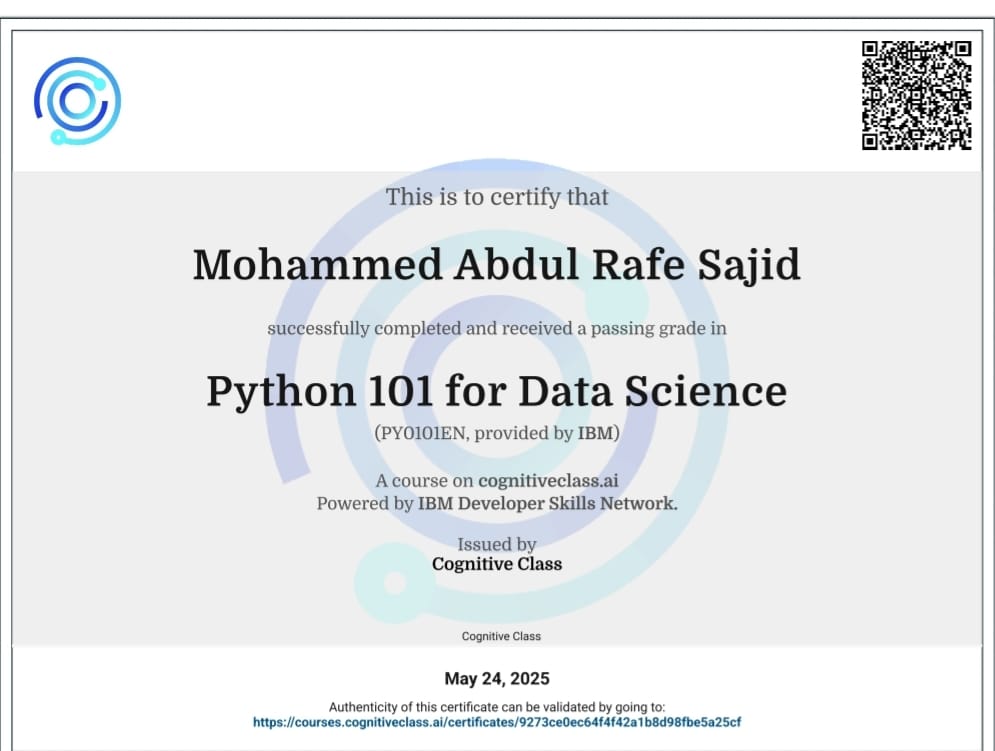 This is to certify that
Mohammed Abdul Rafe Sajid
successfully completed and received a passing grade in
Python 101 for Data Science
(PY0101EN, provided by IBM)
A course on cognitiveclass.ai
Powered by IBM Developer Skills Network.
Issued by
Cognitive Class
Cognitive Class
May 24, 2025
Authenticity of this certificate can be validated by going to:
https://courses.cognitiveclass.ai/certificates/9273ce0ec64f4f42a1b8d98fbe5a25cf